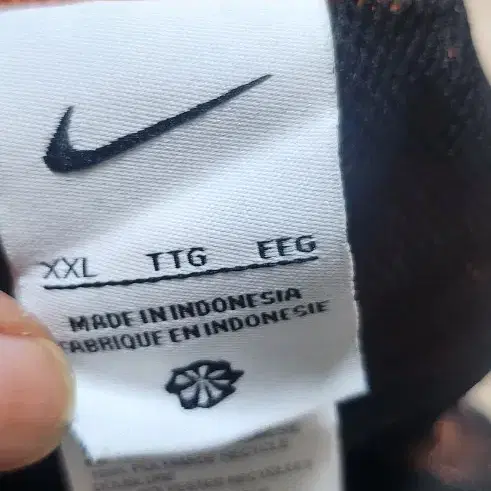 XXL TTG EEG
MADE IN INDONESIA
FABRIQUE EN INDONESIE